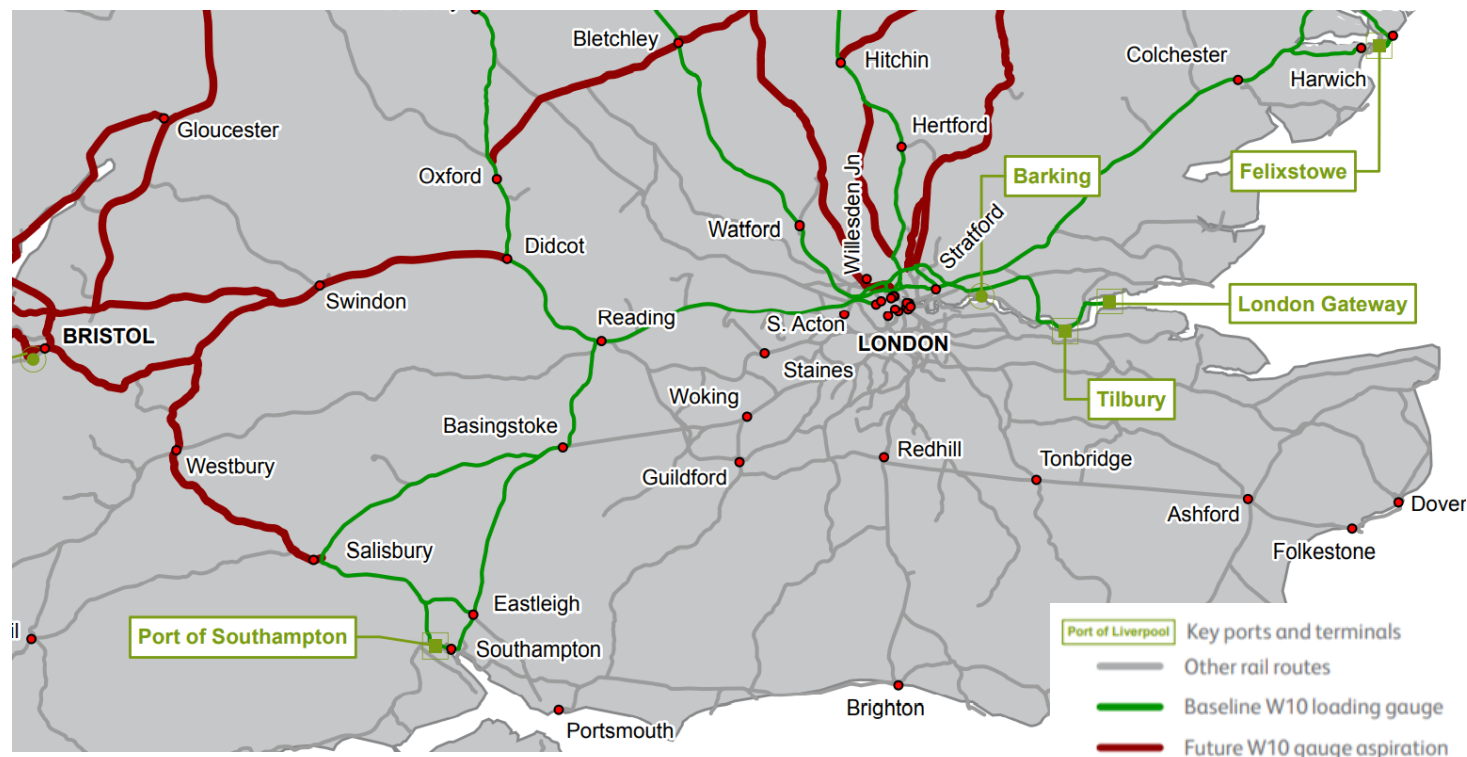 Bletchley
Hitchin
Colchester
Harwich
Gloucester
Hertford
Oxford
Barking
Felixstowe
Watford
Willesden Jn
Stratford
Didcot
Swindon
London Gateway
BRISTOL
Reading
S. Acton
LONDON
Staines
Woking
Tilbury
Basingstoke
Westbury
Guildford
Redhill
Tonbridge
Ashford
Dover
Salisbury
Folkestone
Eastleigh
Port of Southampton
Southampton
Brighton
Portsmouth
Port of Liverpool Key ports and terminals
Other rail routes
Baseline W10 loading gauge
Future W10 gauge aspiration